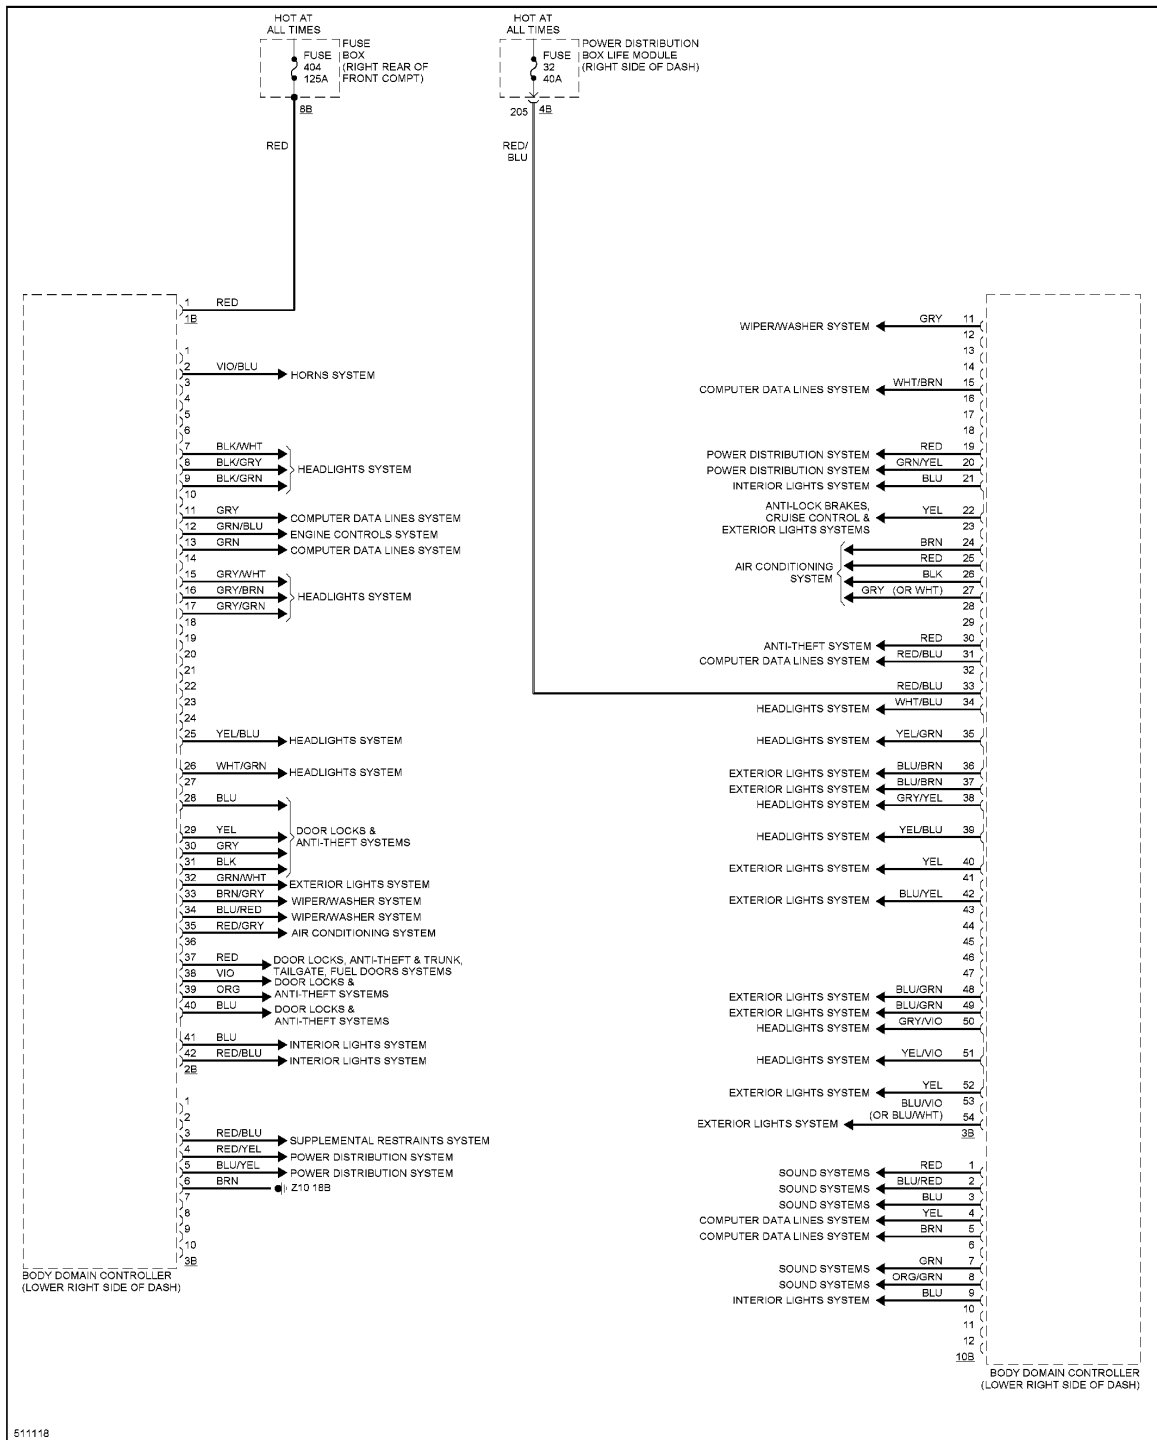 HOT AT
ALL TIMES
FUSE
404
125A
FUSE
BOX
(RIGHT REAR OF
FRONT COMPT)
8B
RED
HOT AT
ALL TIMES
FUSE
32
40A
POWER DISTRIBUTION
BOX LIFE MODULE
(RIGHT SIDE OF DASH)
205 4B
RED/
BLU
1 RED
1B
1
2 VIO/BLU HORNS SYSTEM
3
4
5
6
7 BLK/WHT
8 BLK/GRY HEADLIGHTS SYSTEM
9 BLK/GRN
10
11 GRY COMPUTER DATA LINES SYSTEM
12 GRN/BLU ENGINE CONTROLS SYSTEM
13 GRN COMPUTER DATA LINES SYSTEM
14
15 GRY/WHT
16 GRY/BRN HEADLIGHTS SYSTEM
17 GRY/GRN
18
19
20
21
22
23
24
25 YEL/BLU HEADLIGHTS SYSTEM
26 WHT/GRN HEADLIGHTS SYSTEM
27
28 BLU
29 YEL DOOR LOCKS &
30 GRY ANTI-THEFT SYSTEMS
31 BLK
32 GRN/WHT EXTERIOR LIGHTS SYSTEM
33 BRN/GRY WIPER/WASHER SYSTEM
34 BLU/RED WIPER/WASHER SYSTEM
35 RED/GRY AIR CONDITIONING SYSTEM
36
37 RED DOOR LOCKS, ANTI-THEFT & TRUNK,
TAILGATE, FUEL DOORS SYSTEMS
38 VIO DOOR LOCKS &
39 ORG ANTI-THEFT SYSTEMS
40 BLU DOOR LOCKS &
ANTI-THEFT SYSTEMS
41 BLU INTERIOR LIGHTS SYSTEM
42 RED/BLU INTERIOR LIGHTS SYSTEM
2B
1
2
3 RED/BLU SUPPLEMENTAL RESTRAINTS SYSTEM
4 RED/YEL POWER DISTRIBUTION SYSTEM
5 BLU/YEL POWER DISTRIBUTION SYSTEM
6 BRN Z10 18B
7
8
9
10
3B
BODY DOMAIN CONTROLLER
(LOWER RIGHT SIDE OF DASH)
WIPER/WASHER SYSTEM GRY 11
12
13
14
COMPUTER DATA LINES SYSTEM WHT/BRN 15
16
17
18
POWER DISTRIBUTION SYSTEM RED 19
POWER DISTRIBUTION SYSTEM GRN/YEL 20
INTERIOR LIGHTS SYSTEM BLU 21
ANTI-LOCK BRAKES,
CRUISE CONTROL & YEL 22
EXTERIOR LIGHTS SYSTEMS 23
BRN 24
AIR CONDITIONING RED 25
SYSTEM BLK 26
GRY (OR WHT) 27
28
29
ANTI-THEFT SYSTEM RED 30
COMPUTER DATA LINES SYSTEM RED/BLU 31
32
RED/BLU 33
HEADLIGHTS SYSTEM WHT/BLU 34
HEADLIGHTS SYSTEM YEL/GRN 35
EXTERIOR LIGHTS SYSTEM BLU/BRN 36
EXTERIOR LIGHTS SYSTEM BLU/BRN 37
HEADLIGHTS SYSTEM GRY/YEL 38
HEADLIGHTS SYSTEM YEL/BLU 39
EXTERIOR LIGHTS SYSTEM YEL 40
41
EXTERIOR LIGHTS SYSTEM BLU/YEL 42
43
44
45
46
47
EXTERIOR LIGHTS SYSTEM BLU/GRN 48
EXTERIOR LIGHTS SYSTEM BLU/GRN 49
HEADLIGHTS SYSTEM GRY/VIO 50
HEADLIGHTS SYSTEM YEL/VIO 51
EXTERIOR LIGHTS SYSTEM YEL 52
BLU/VIO 53
EXTERIOR LIGHTS SYSTEM (OR BLU/WHT) 54
3B
SOUND SYSTEMS RED 1
SOUND SYSTEMS BLU/RED 2
SOUND SYSTEMS BLU 3
COMPUTER DATA LINES SYSTEM YEL 4
COMPUTER DATA LINES SYSTEM BRN 5
6
SOUND SYSTEMS GRN 7
SOUND SYSTEMS ORG/GRN 8
INTERIOR LIGHTS SYSTEM BLU 9
10
11
12
10B
BODY DOMAIN CONTROLLER
(LOWER RIGHT SIDE OF DASH)
511118